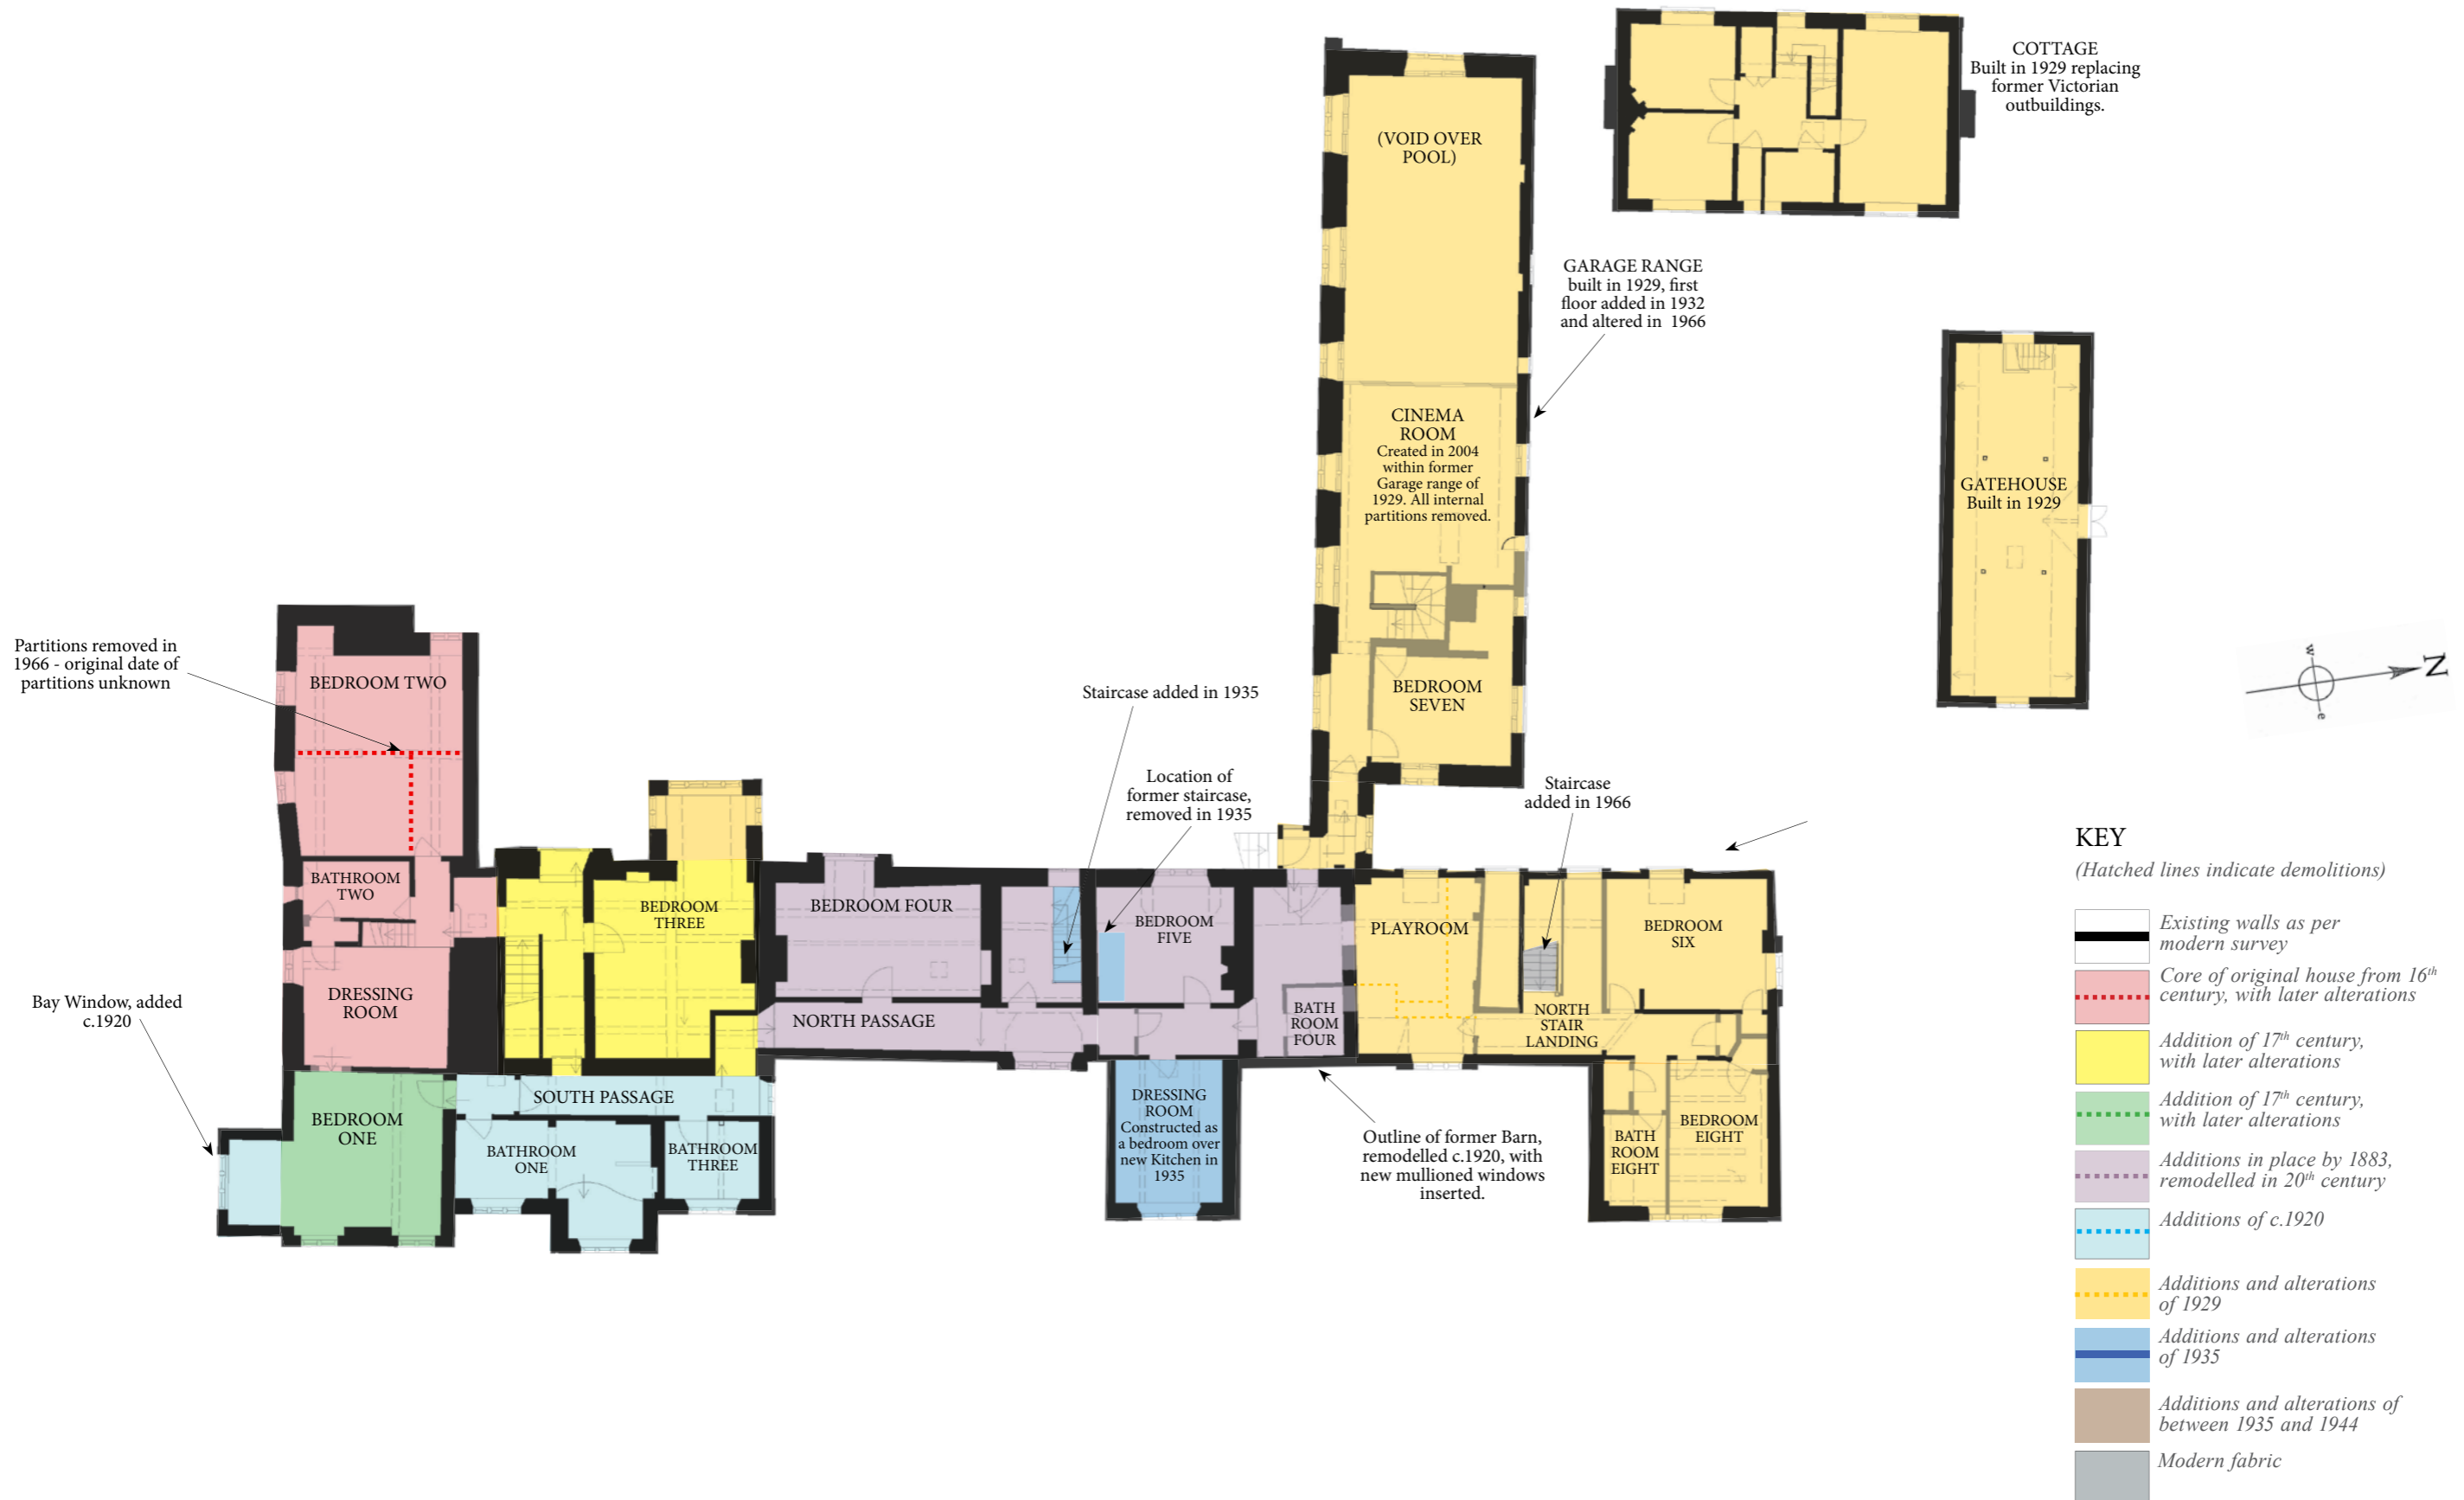 COTTAGE
Built in 1929 replacing
former Victorian
outbuildings.
(VOID OVER
POOL)
GARAGE RANGE
built in 1929, first
floor added in 1932
and altered in 1966
CINEMA
ROOM
Created in 2004
within former
Garage range of
1929. All internal
partitions removed.
GATEHOUSE
Built in 1929
W
N
e
Partitions removed in
1966 - original date of
partitions unknown
BEDROOM TWO
BEDROOM
SEVEN
Staircase added in 1935
Location of
former staircase,
removed in 1935
Staircase
added in 1966
BATHROOM
TWO
BEDROOM
THREE
BEDROOM FOUR
BEDROOM
FIVE
PLAYROOM
BEDROOM
SIX
DRESSING
ROOM
NORTH PASSAGE
BATH
ROOM
FOUR
NORTH
STAIR
LANDING
Bay Window, added
c.1920
BEDROOM
ONE
SOUTH PASSAGE
BATHROOM
ONE
BATHROOM
THREE
DRESSING
ROOM
Constructed as
a bedroom over
new Kitchen in
1935
Outline of former Barn,
remodelled c.1920, with
new mullioned windows
inserted.
BATH
ROOM
EIGHT
BEDROOM
EIGHT
KEY
(Hatched lines indicate demolitions)
Existing walls as per
modern survey
Core of original house from 16th
century, with later alterations
Addition of 17th century,
with later alterations
Addition of 17th century,
with later alterations
Additions in place by 1883,
remodelled in 20th century
Additions of c.1920
Additions and alterations
of 1929
Additions and alterations
of 1935
Additions and alterations of
between 1935 and 1944
Modern fabric